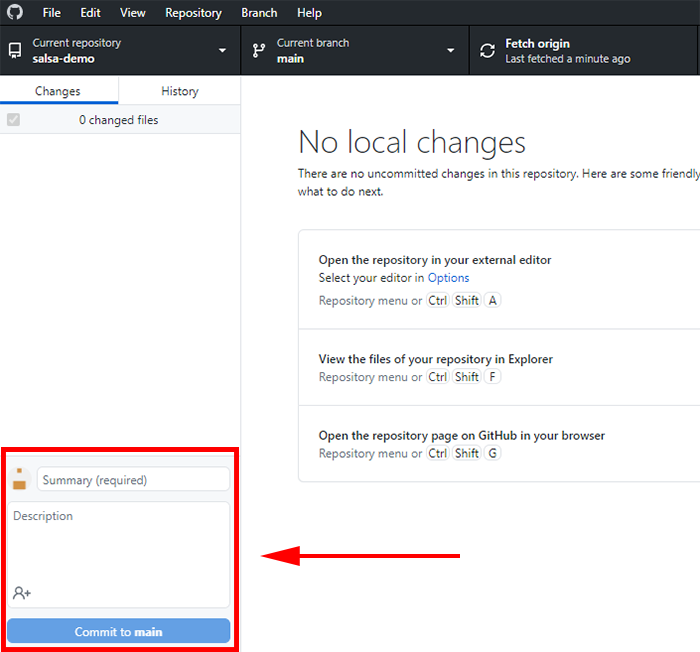 File Edit View Repository Branch Help
Current repository
salsa-demo
Current branch
main
Fetch origin
Last fetched a minute ago
Changes
History
0 changed files
No local changes
There are no uncommitted changes in this repository. Here are some friendly
what to do next.
Open the repository in your external editor
Select your editor in Options
Repository menu or Ctrl Shift A
View the files of your repository in Explorer
Repository menu or Ctrl Shift F
Open the repository page on GitHub in your browser
Repository menu or Ctrl Shift G
Summary (required)
Description
Commit to main